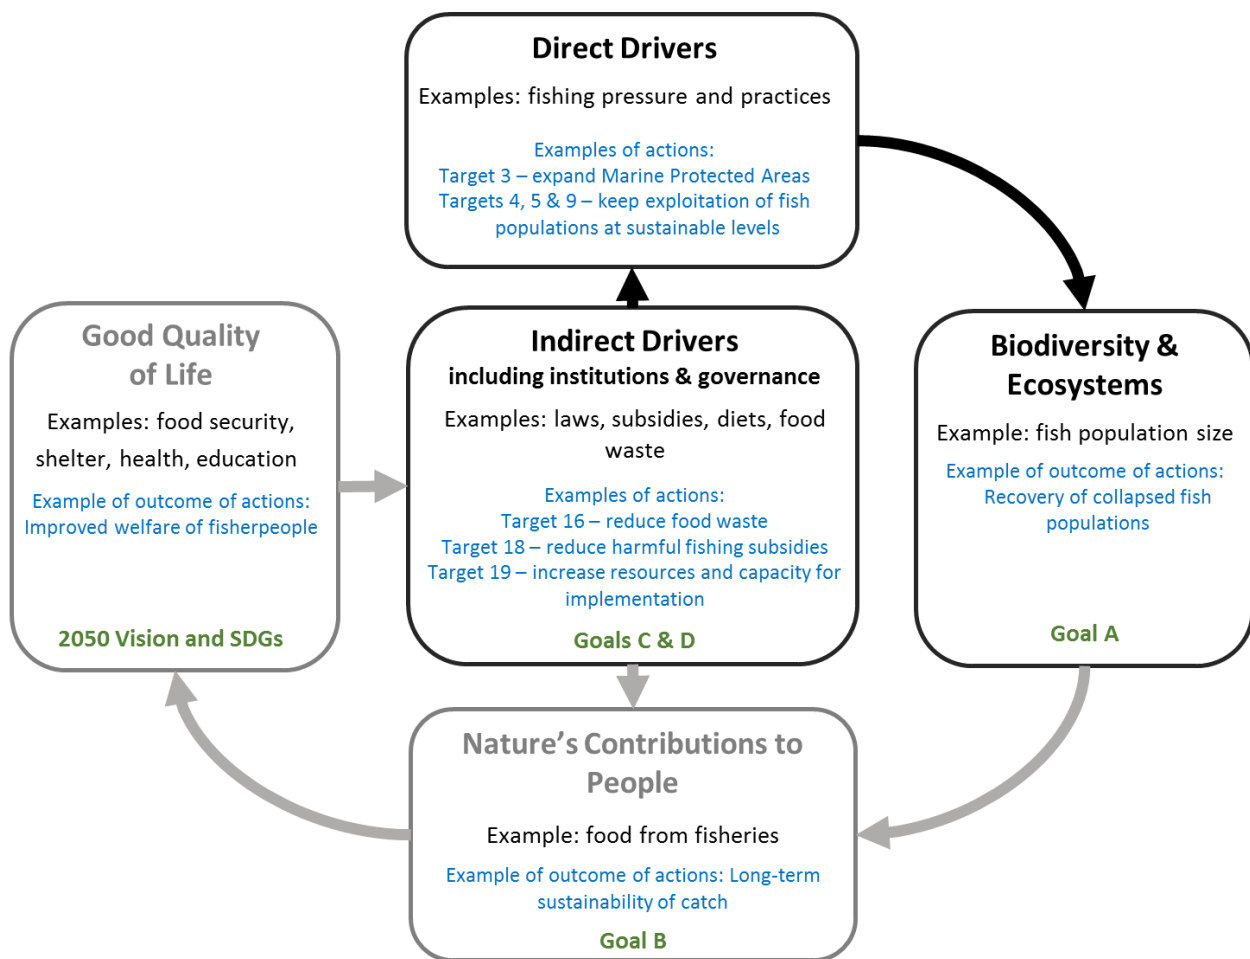 Direct Drivers
Examples: fishing pressure and practices
Examples of actions:
Target 3 – expand Marine Protected Areas
Targets 4, 5 & 9 – keep exploitation of fish
populations at sustainable levels
Good Quality
of Life
Examples: food security,
shelter, health, education
Example of outcome of actions:
Improved welfare of fisherpeople
2050 Vision and SDGs
Indirect Drivers
including institutions & governance
Examples: laws, subsidies, diets, food
waste
Examples of actions:
Target 16 – reduce food waste
Target 18 – reduce harmful fishing subsidies
Target 19 – increase resources and capacity for
implementation
Goals C & D
Biodiversity &
Ecosystems
Example: fish population size
Example of outcome of actions:
Recovery of collapsed fish
populations
Goal A
Nature’s Contributions to
People
Example: food from fisheries
Example of outcome of actions: Long-term
sustainability of catch
Goal B